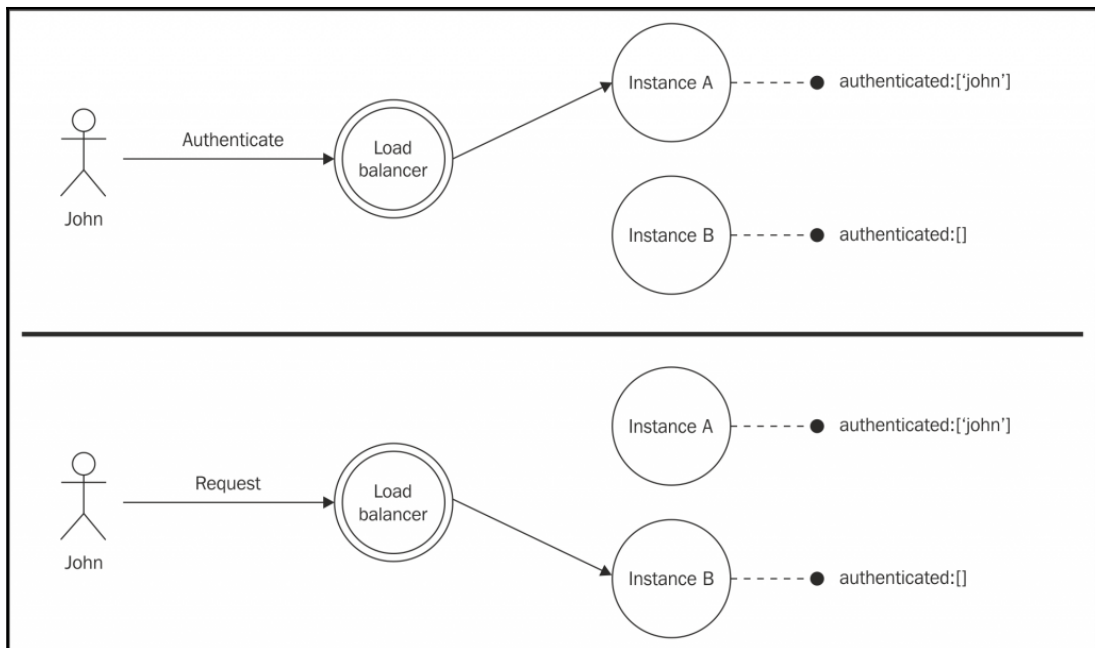 Instance A
authenticated:[‘john’]
Authenticate
Load
balancer
John
Instance B
authenticated:[]
Instance A
authenticated:[‘john’]
Request
Load
balancer
John
Instance B
authenticated:[]